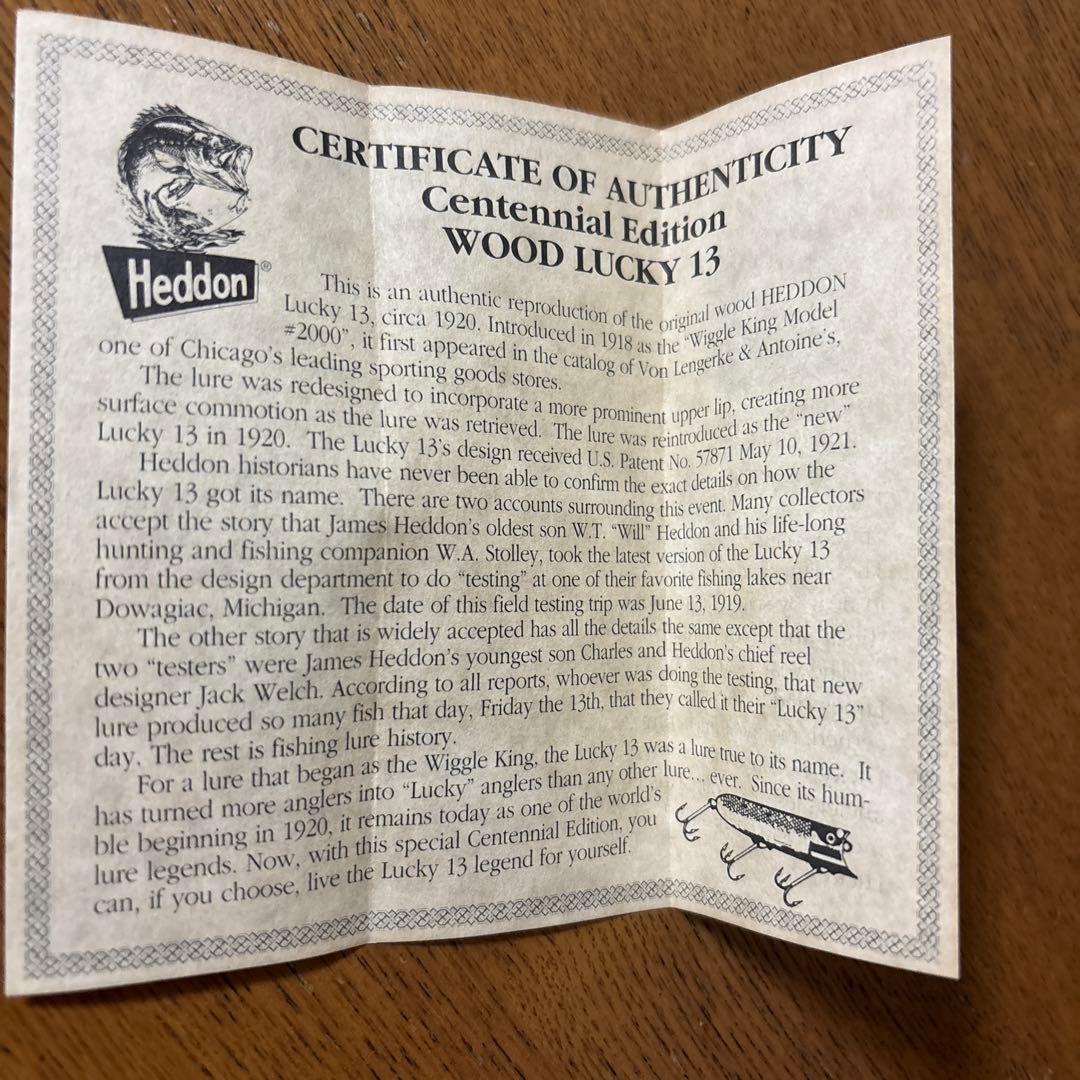 CERTIFICATE OF AUTHENTICITY
Centennial Edition
WOOD LUCKY 13
Heddon®
This is an authentic reproduction of the original wood HEDDON
Lucky 13, circa 1920. Introduced in 1918 as the "Wiggle King Model
#2000", it first appeared in the catalog of Von Lengerke & Antoine's,
one of Chicago's leading sporting goods stores.
The lure was redesigned to incorporate a more prominent upper lip, creating more
surface commotion as the lure was retrieved. The lure was reintroduced as the "new"
Lucky 13 in 1920. The Lucky 13's design received U.S. Patent No. 57871 May 10, 1921.
Heddon historians have never been able to confirm the exact details on how the
Lucky 13 got its name. There are two accounts surrounding this event. Many collectors
accept the story that James Heddon's oldest son W.T. "Will" Heddon and his life-long
hunting and fishing companion W.A. Stolley, took the latest version of the Lucky 13
from the design department to do "testing" at one of their favorite fishing lakes near
Dowagiac, Michigan. The date of this field testing trip was June 13, 1919.
The other story that is widely accepted has all the details the same except that the
two "testers" were James Heddon's youngest son Charles and Heddon's chief reel
designer Jack Welch. According to all reports, whoever was doing the testing, that new
lure produced so many fish that day, Friday the 13th, that they called it their "Lucky 13"
day. The rest is fishing lure history.
For a lure that began as the Wiggle King, the Lucky 13 was a lure true to its name. It
has turned more anglers into "Lucky" anglers than any other lure... ever. Since its hum-
ble beginning in 1920, it remains today as one of the world's
lure legends. Now, with this special Centennial Edition, you
can, if you choose, live the Lucky 13 legend for yourself.